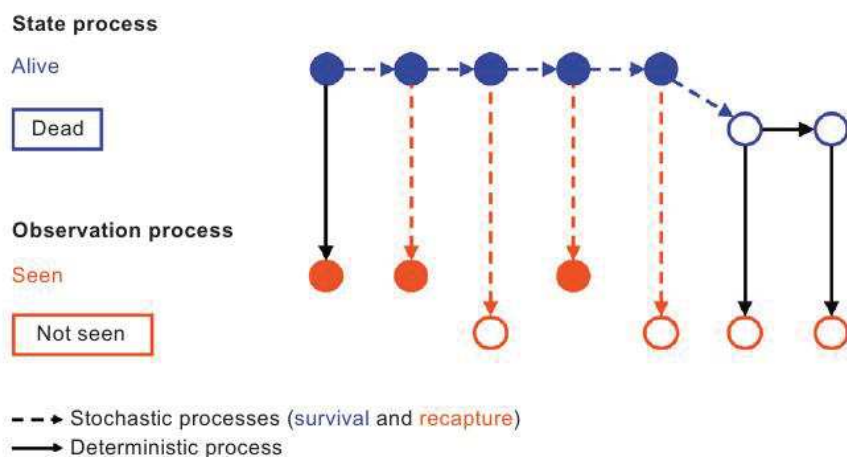 State process
Alive
Dead
Observation process
Seen
Not seen
Stochastic processes (survival and recapture)
Deterministic process